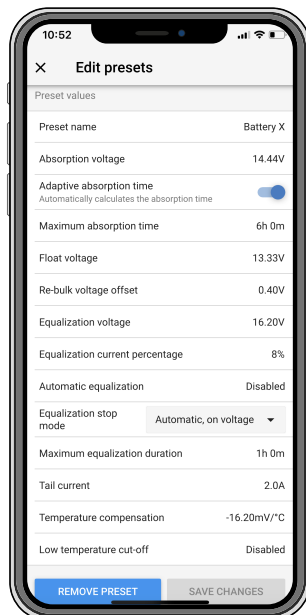 10:52
Edit presets
Preset values
Preset name Battery X
Absorption voltage 14.44V
Adaptive absorption time
Automatically calculates the absorption time
Maximum absorption time 6h 0m
Float voltage 13.33V
Re-bulk voltage offset 0.40V
Equalization voltage 16.20V
Equalization current percentage 8%
Automatic equalization Disabled
Equalization stop
mode Automatic, on voltage
Maximum equalization duration 1h 0m
Tail current 2.0A
Temperature compensation -16.20mV/°C
Low temperature cut-off Disabled
REMOVE PRESET SAVE CHANGES